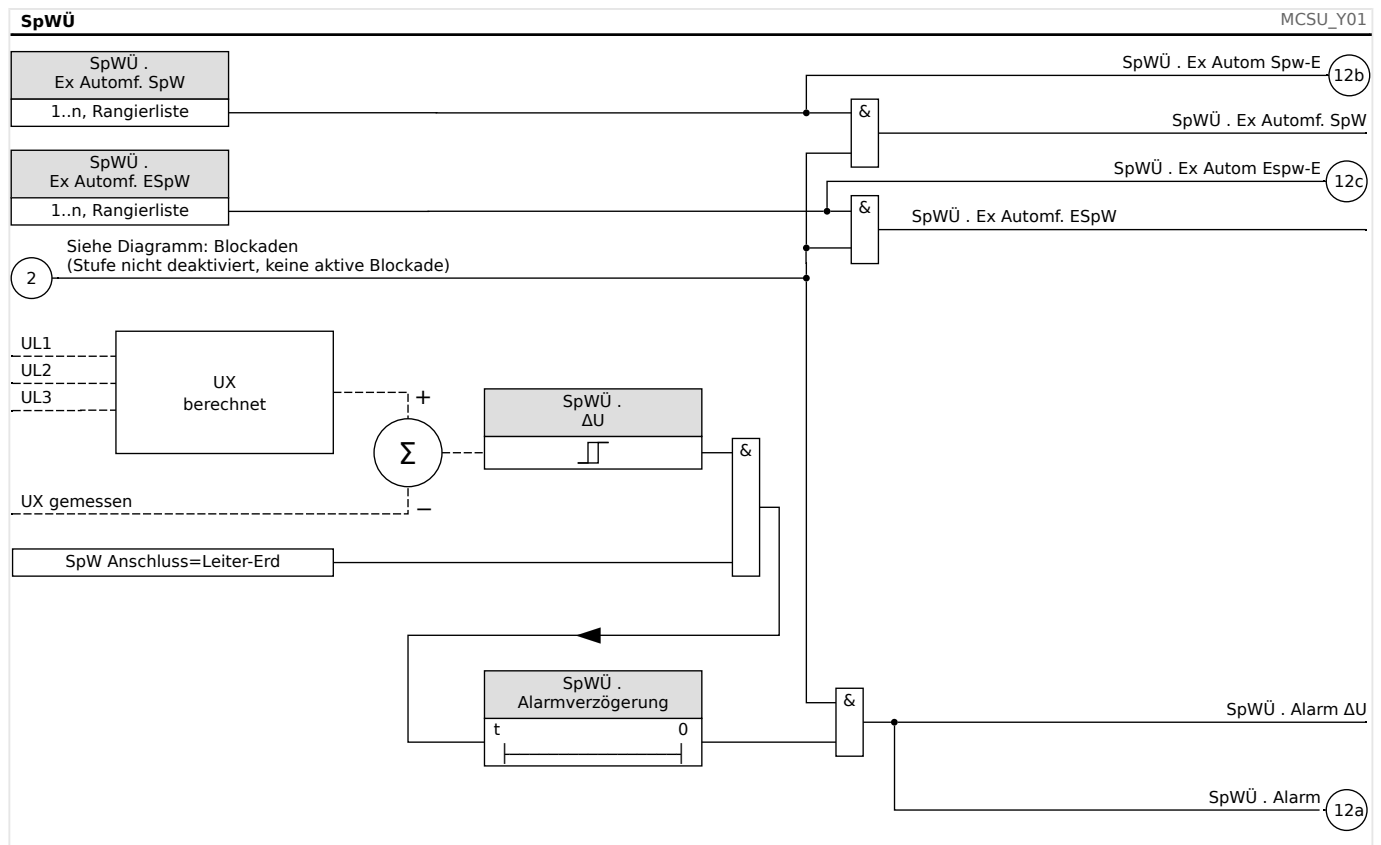 SpWÜ
MCSU_Y01
SpWÜ .
Ex Automf. SpW
1..n, Rangierliste
SpWÜ . Ex Autom Spw-E
12b
&
SpWÜ . Ex Automf. SpW
SpWÜ .
Ex Automf. ESpW
1..n, Rangierliste
SpWÜ . Ex Autom Espw-E
12c
&
SpWÜ . Ex Automf. ESpW
Siehe Diagramm: Blockaden
(Stufe nicht deaktiviert, keine aktive Blockade)
2
UL1
UL2
UL3
UX
berechnet
+
Σ
−
SpWÜ .
ΔU
&
UX gemessen
SpW Anschluss=Leiter-Erd
SpWÜ .
Alarmverzögerung
t 0
&
SpWÜ . Alarm ΔU
SpWÜ . Alarm
12a